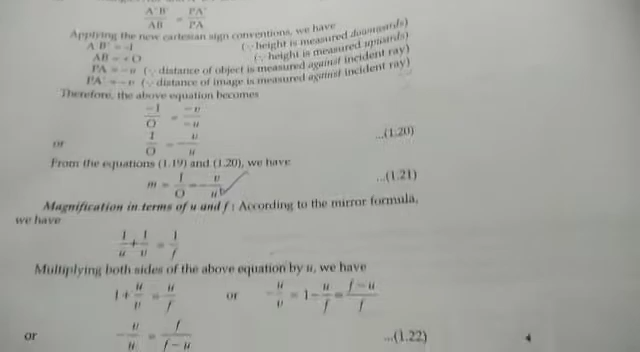 A'B'/AB = PA'/PA
Applying the new cartesian sign conventions, we have
A'B' = -I (∵ height is measured downwards)
AB = +O (∵ height is measured upwards)
PA = -u (∵ distance of object is measured against incident ray)
PA' = -v (∵ distance of image is measured against incident ray)
Therefore, the above equation becomes
-I/O = -v/-u
or I/O = -v/u ...(1.20)
From the equations (1.19) and (1.20), we have
m = I/O = -v/u ...(1.21)
Magnification in terms of u and f : According to the mirror formula,
we have
1/u + 1/v = 1/f
Multiplying both sides of the above equation by u, we have
1 + u/v = u/f or -u/v = 1 - u/f = f-u/f
or -v/u = f/f-u ...(1.22)